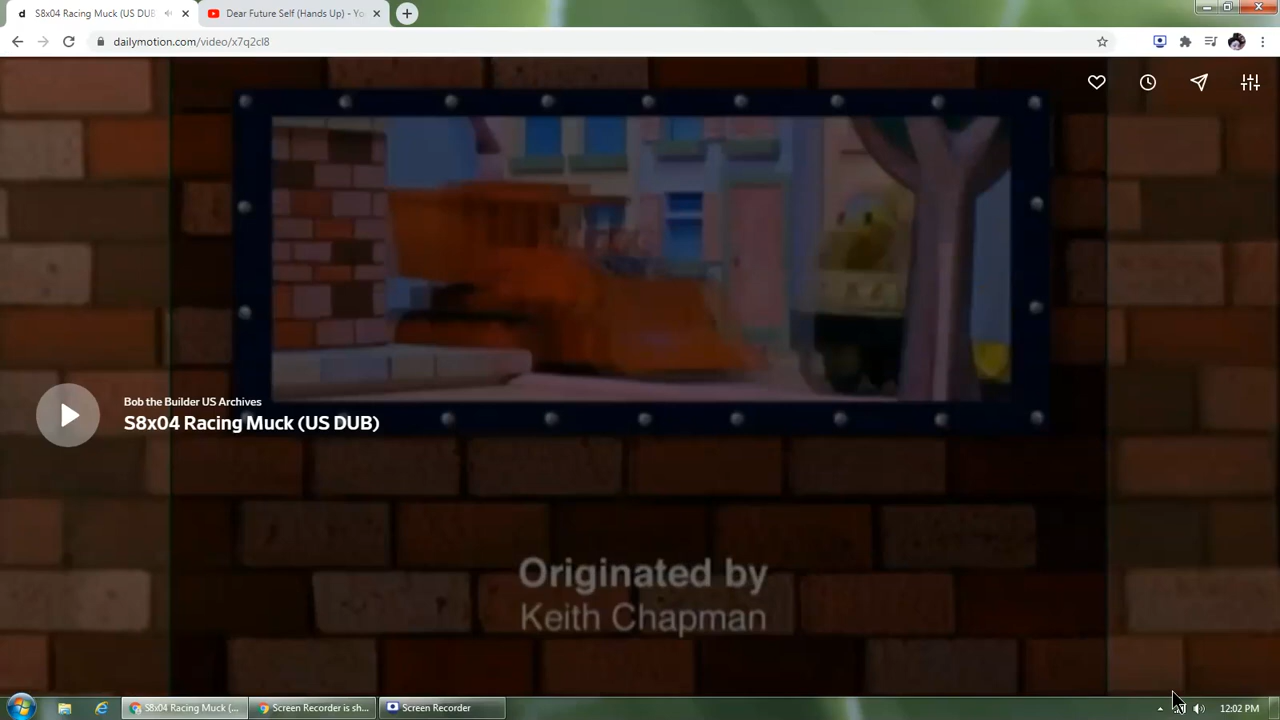 S8x04 Racing Muck (US DUB
Dear Future Self (Hands Up) - Yo
dailymotion.com/video/x7q2cl8
Bob the Builder US Archives
S8x04 Racing Muck (US DUB)
Originated by
Keith Chapman
S8x04 Racing Muck (...
Screen Recorder is sh...
Screen Recorder
12:02 PM